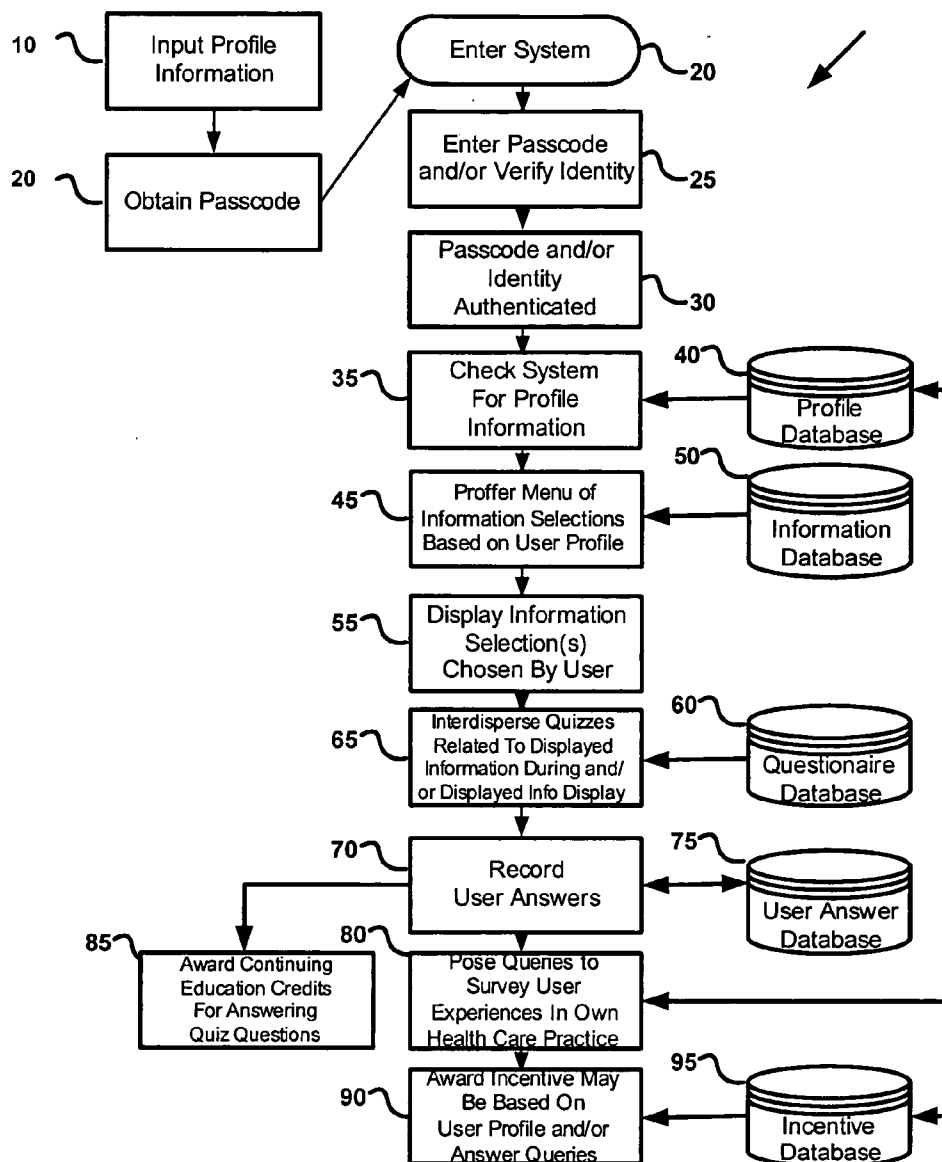 10
Input Profile
Information
Enter System
20
20
Obtain Passcode
Enter Passcode
and/or Verify Identity
25
Passcode and/or
Identity
Authenticated
30
35
Check System
For Profile
Information
40
Profile
Database
45
Proffer Menu of
Information Selections
Based on User Profile
50
Information
Database
55
Display Information
Selection(s)
Chosen By User
65
Interdisperse Quizzes
Related To Displayed
Information During and/
or Displayed Info Display
60
Questionaire
Database
70
Record
User Answers
75
User Answer
Database
85
Award Continuing
Education Credits
For Answering
Quiz Questions
80
Pose Queries to
Survey User
Experiences In Own
Health Care Practice
90
Award Incentive May
Be Based On
User Profile and/or
Answer Queries
95
Incentive
Database